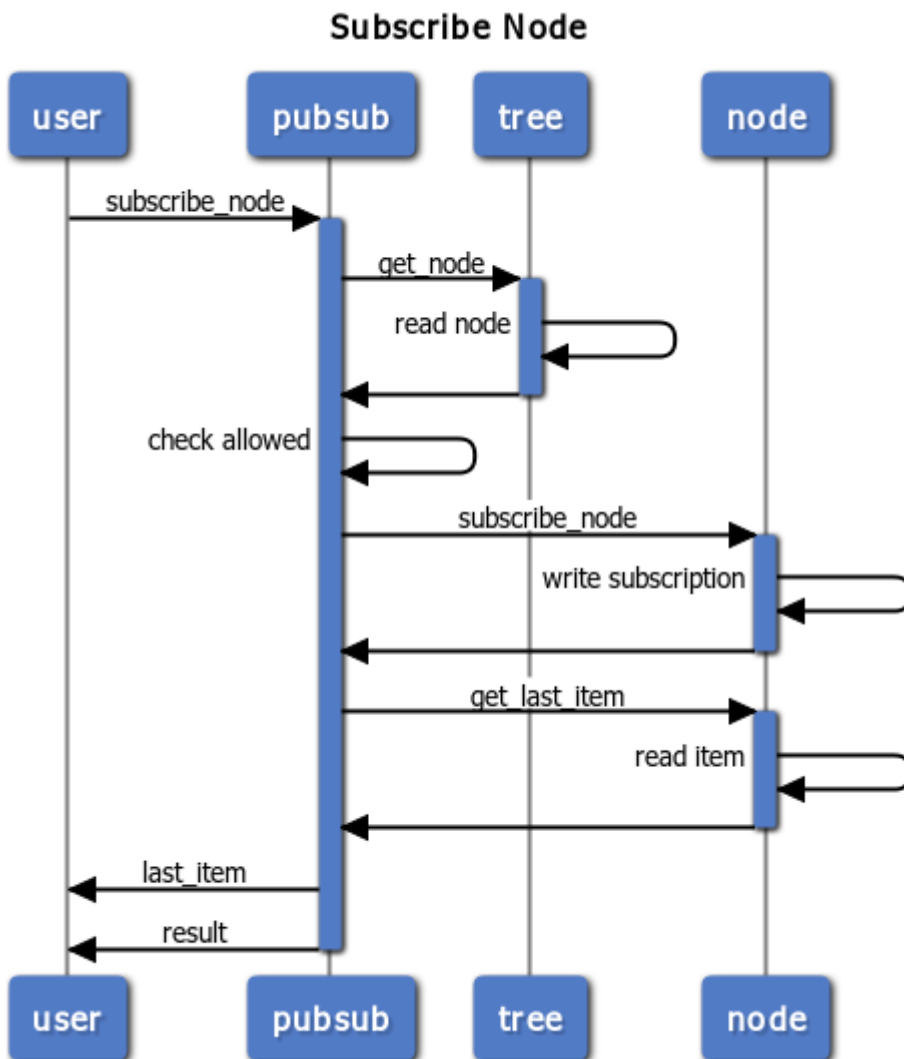 Subscribe Node
user
pubsub
tree
node
subscribe_node
get_node
read node
check allowed
subscribe_node
write subscription
get_last_item
read item
last_item
result
user
pubsub
tree
node